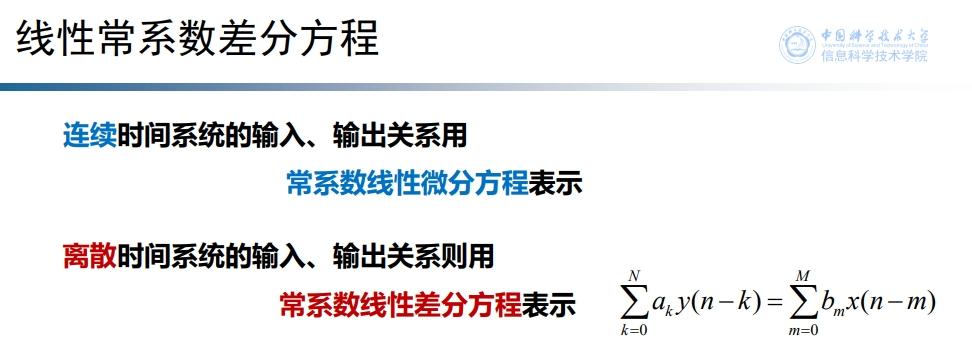 线性常系数差分方程
中国科学技术大学
University of Science and Technology of China
信息科学技术学院
连续时间系统的输入、输出关系用
常系数线性微分方程表示
离散时间系统的输入、输出关系则用
常系数线性差分方程表示
\sum_{k=0}^{N} a_k y(n-k) = \sum_{m=0}^{M} b_m x(n-m)